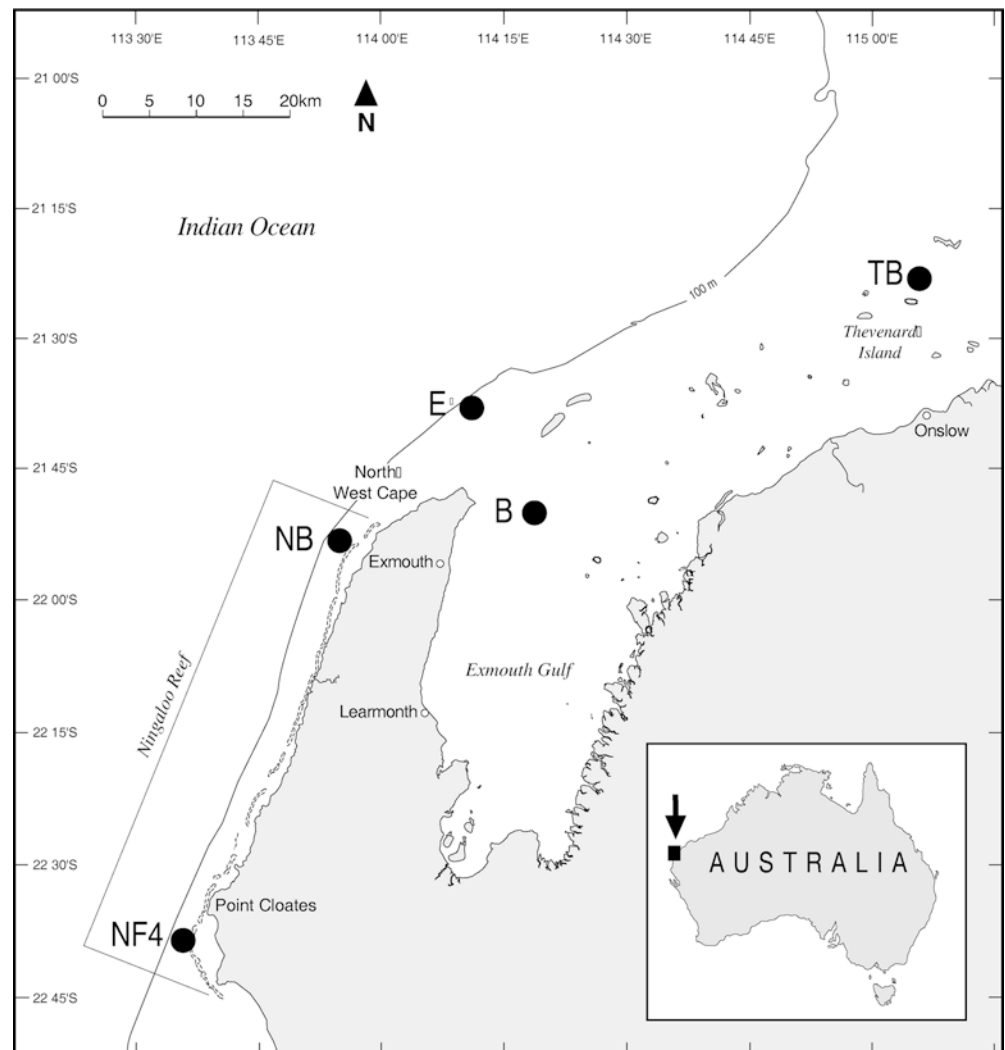 113 30'E
113 45'E
114 00'E
114 15'E
114 30'E
114 45'E
115 00'E
21 00'S
21 15'S
21 30'S
21 45'S
22 00'S
22 15'S
22 30'S
22 45'S
0 5 10 15 20km
N
Indian Ocean
100 m
TB
Thevenard
Island
Onslow
E
North
West Cape
B
NB
Exmouth
Ningaloo Reef
Exmouth Gulf
Learmonth
Point Cloates
NF4
AUSTRALIA